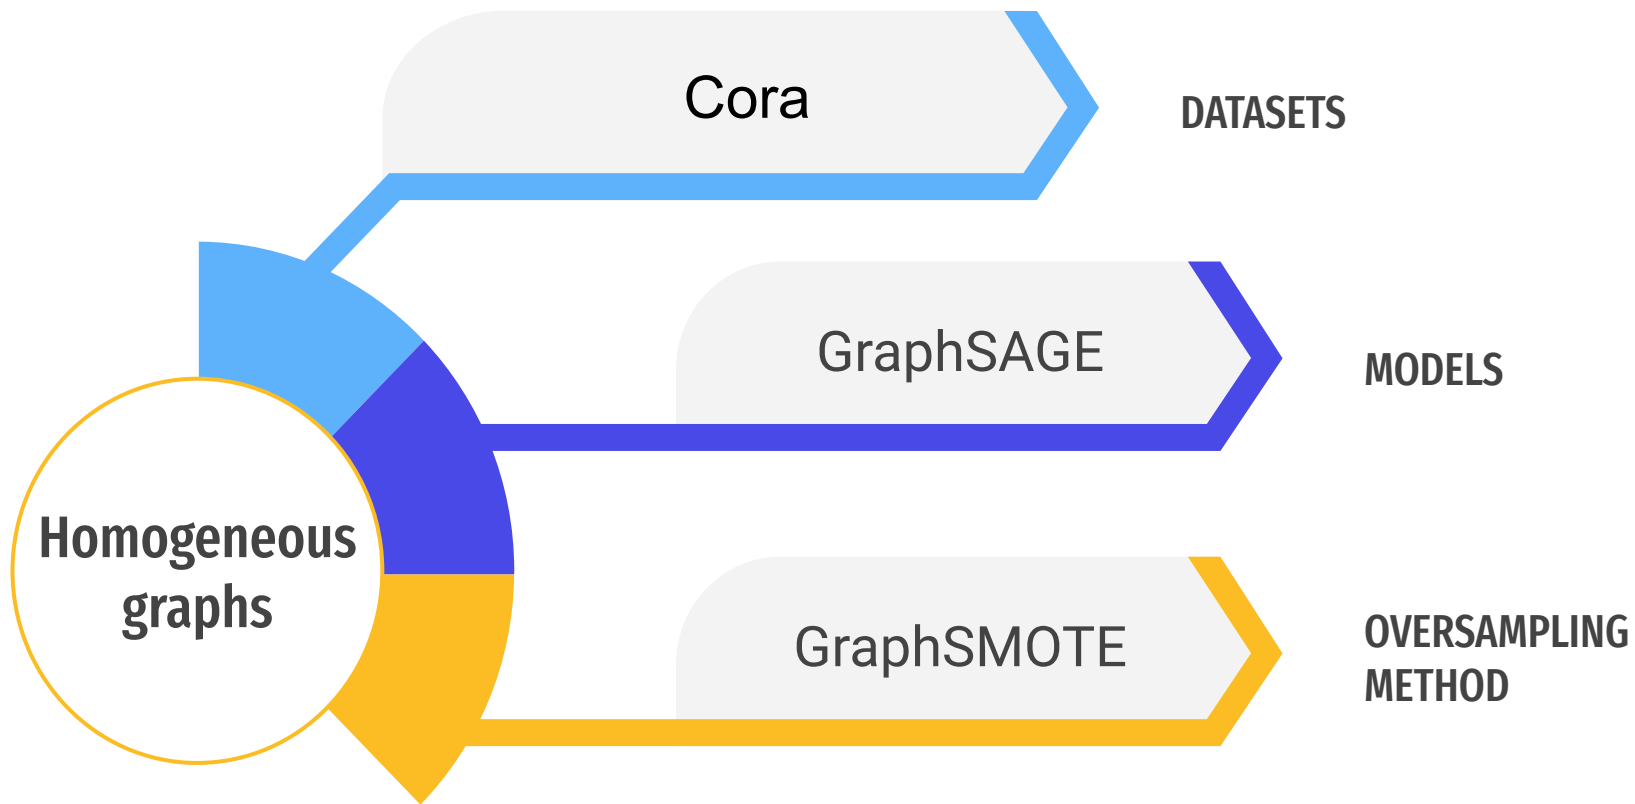 Cora
DATASETS
GraphSAGE
MODELS
Homogeneous
graphs
GraphSMOTE
OVERSAMPLING
METHOD